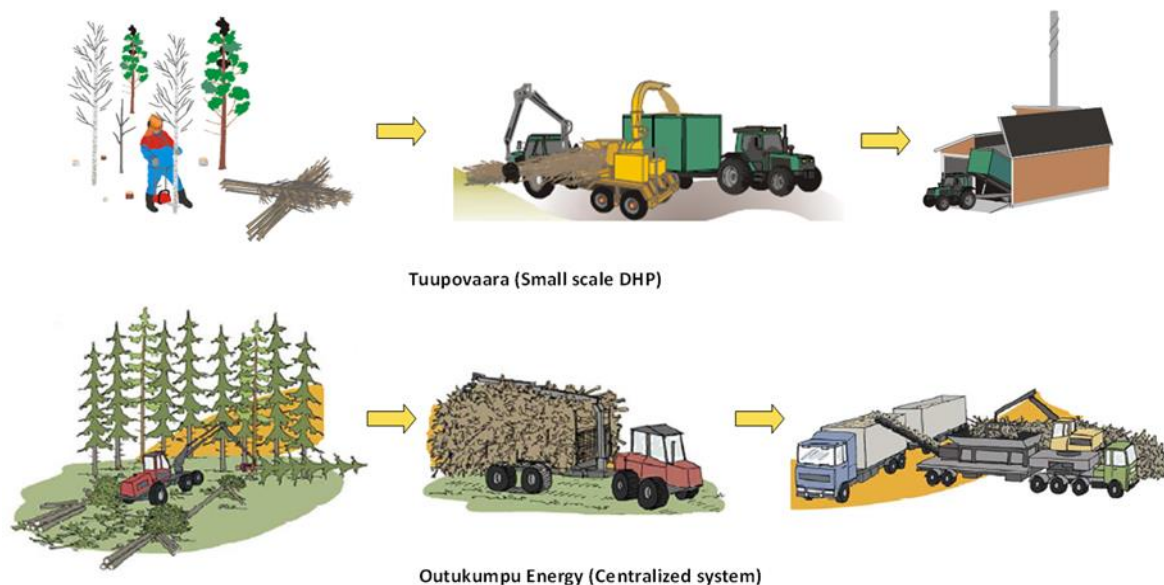 Tuupovaara (Small scale DHP)
Outukumpu Energy (Centralized system)